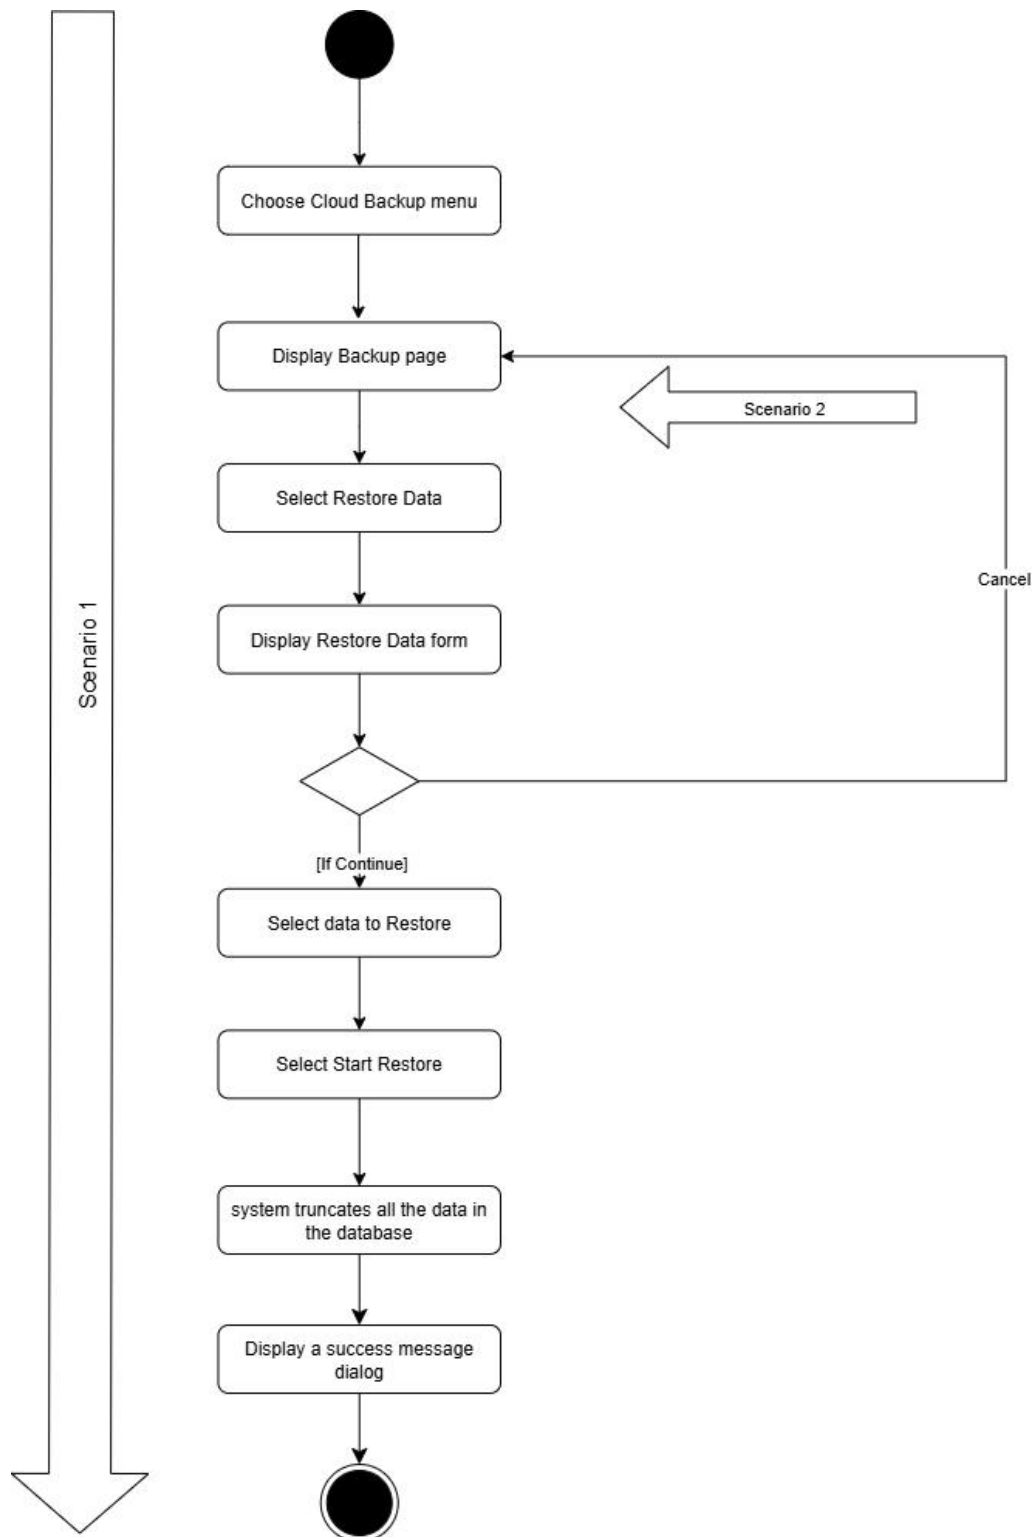 Choose Cloud Backup menu
Display Backup page
Scenario 2
Select Restore Data
Cancel
Scenario 1
Display Restore Data form
[If Continue]
Select data to Restore
Select Start Restore
system truncates all the data in
the database
Display a success message
dialog